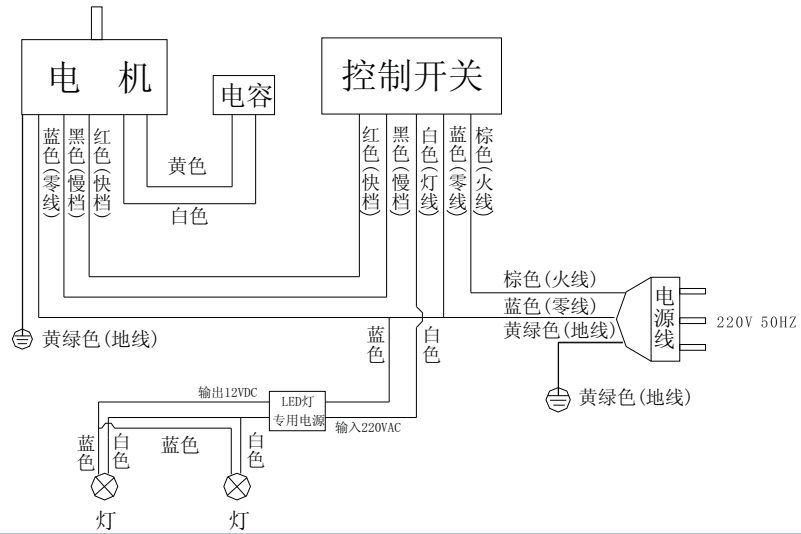 电 机
电容
控制开关
蓝色(零线)
黑色(慢档)
红色(快档)
黄色
白色
红色(快档)
黑色(慢档)
白色(灯线)
蓝色(零线)
棕色(火线)
棕色(火线)
蓝色(零线)
黄绿色(地线)
电源线
220V 50HZ
黄绿色(地线)
蓝色
白色
黄绿色(地线)
输出12VDC
LED灯
专用电源
输入220VAC
蓝色
白色
蓝色
白色
灯
灯